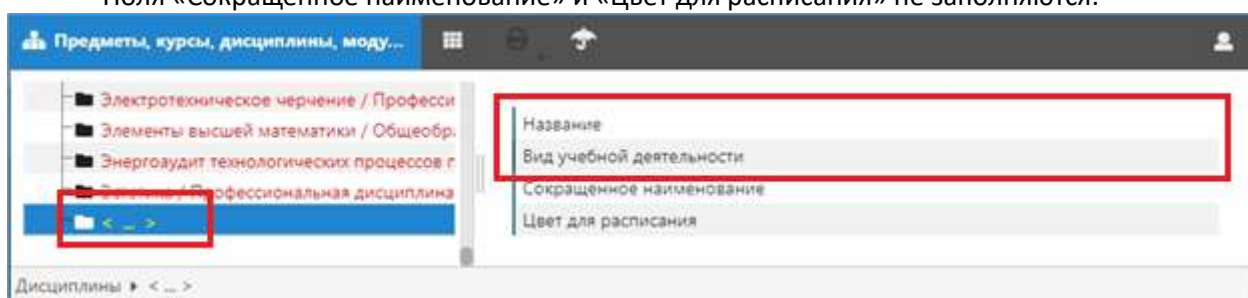 Поля «Сокращенное наименование» и «Цвет для расписания» не заполняются.
Предметы, курсы, дисциплины, моду...
Электротехническое черчение / Професси
Элементы высшей математики / Общеобр
Энергоаудит технологических процессов г
/ Профессиональная дисциплина
< ... >
Название
Вид учебной деятельности
Сокращенное наименование
Цвет для расписания
Дисциплины ▸ < ... >